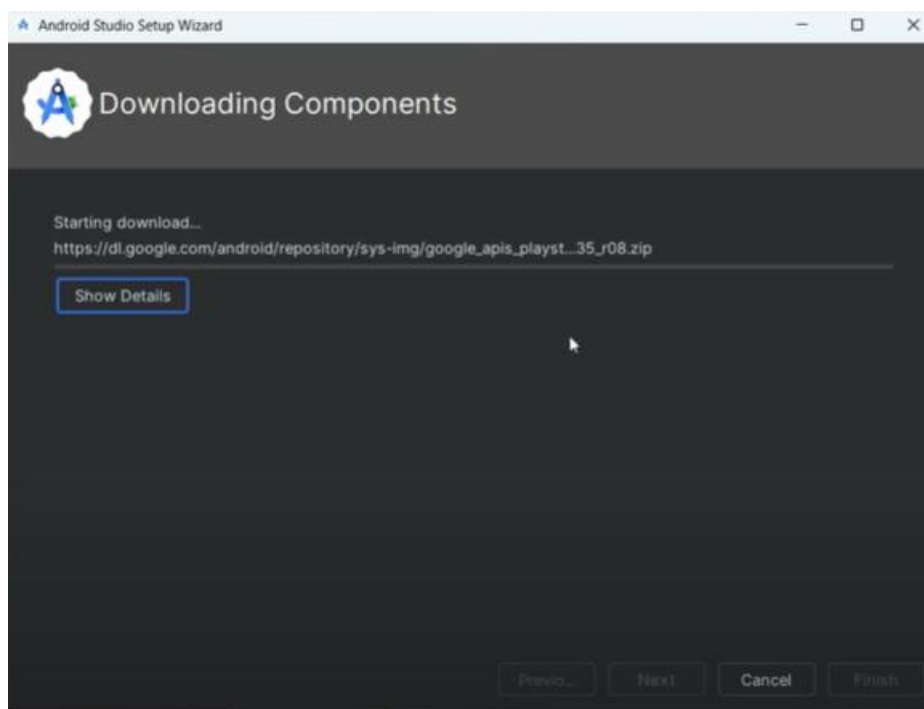 Android Studio Setup Wizard
Downloading Components
Starting download...
https://dl.google.com/android/repository/sys-img/google_apis_playst...35_r08.zip
Show Details
Previo...
Next
Cancel
Finish